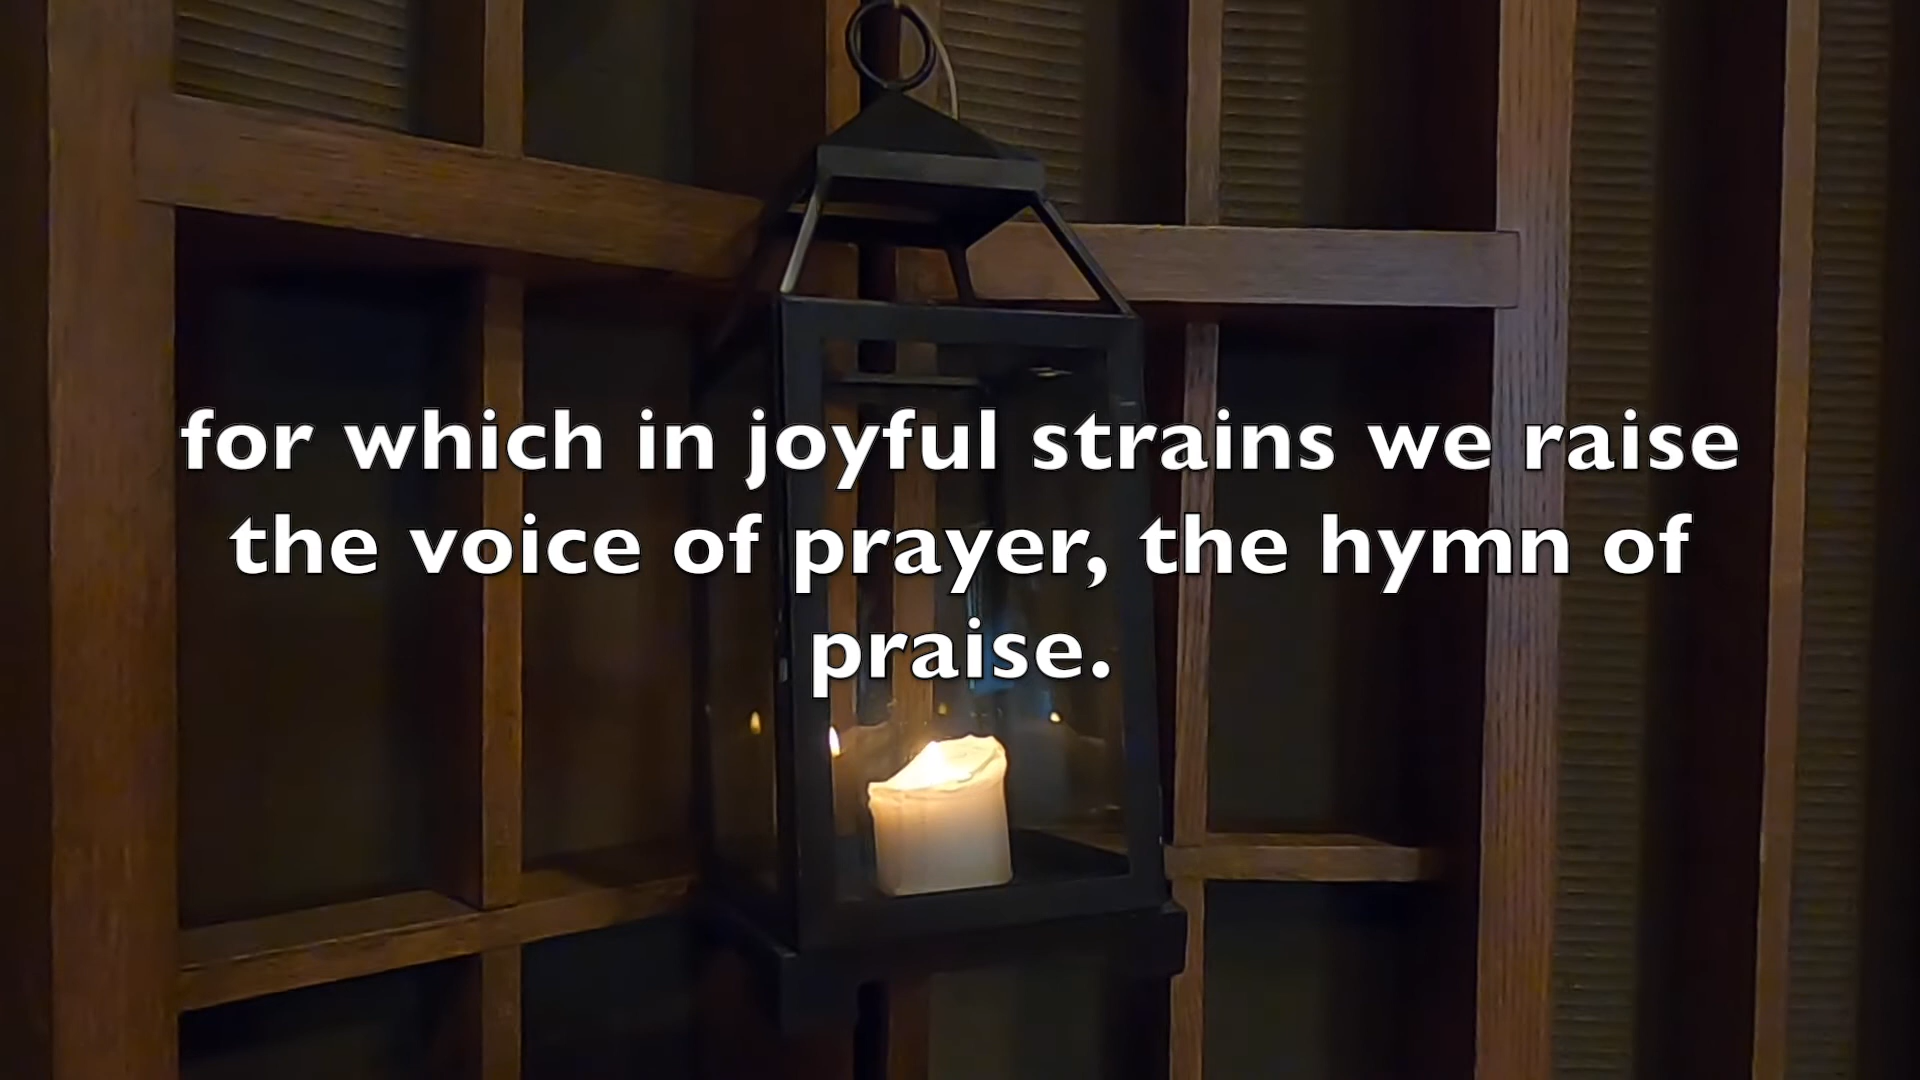 for which in joyful strains we raise
the voice of prayer, the hymn of
praise.